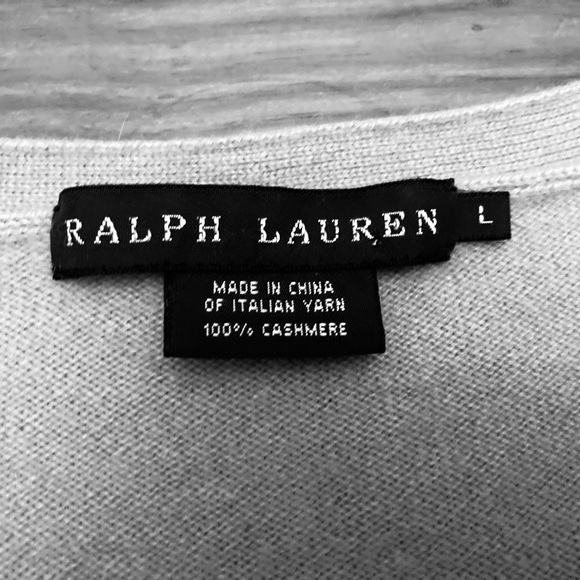 RALPH LAUREN
L
MADE IN CHINA
OF ITALIAN YARN
100% CASHMERE